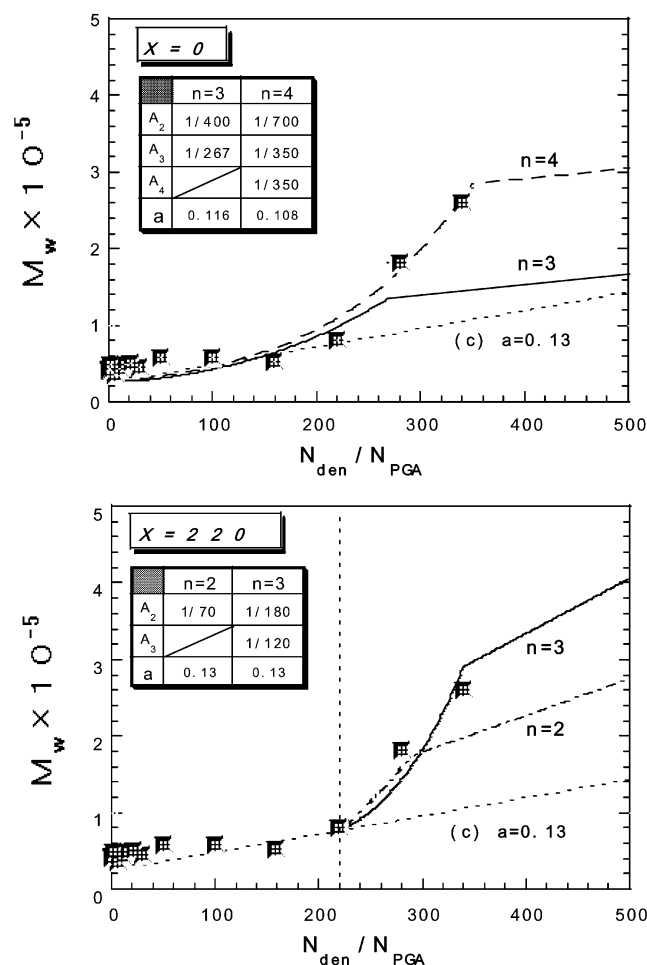 5
X = 0
n=3 n=4
A2 1/400 1/700
A3 1/267 1/350
A4 1/350
a 0.116 0.108
4
3
2
1
0
Mw × 10-5
n=4
n=3
(c) a=0.13
0 100 200 300 400 500
Nden / NPGA
5
X = 220
n=2 n=3
A2 1/70 1/180
A3 1/120
a 0.13 0.13
4
3
2
1
0
Mw × 10-5
n=3
n=2
(c) a=0.13
0 100 200 300 400 500
Nden / NPGA